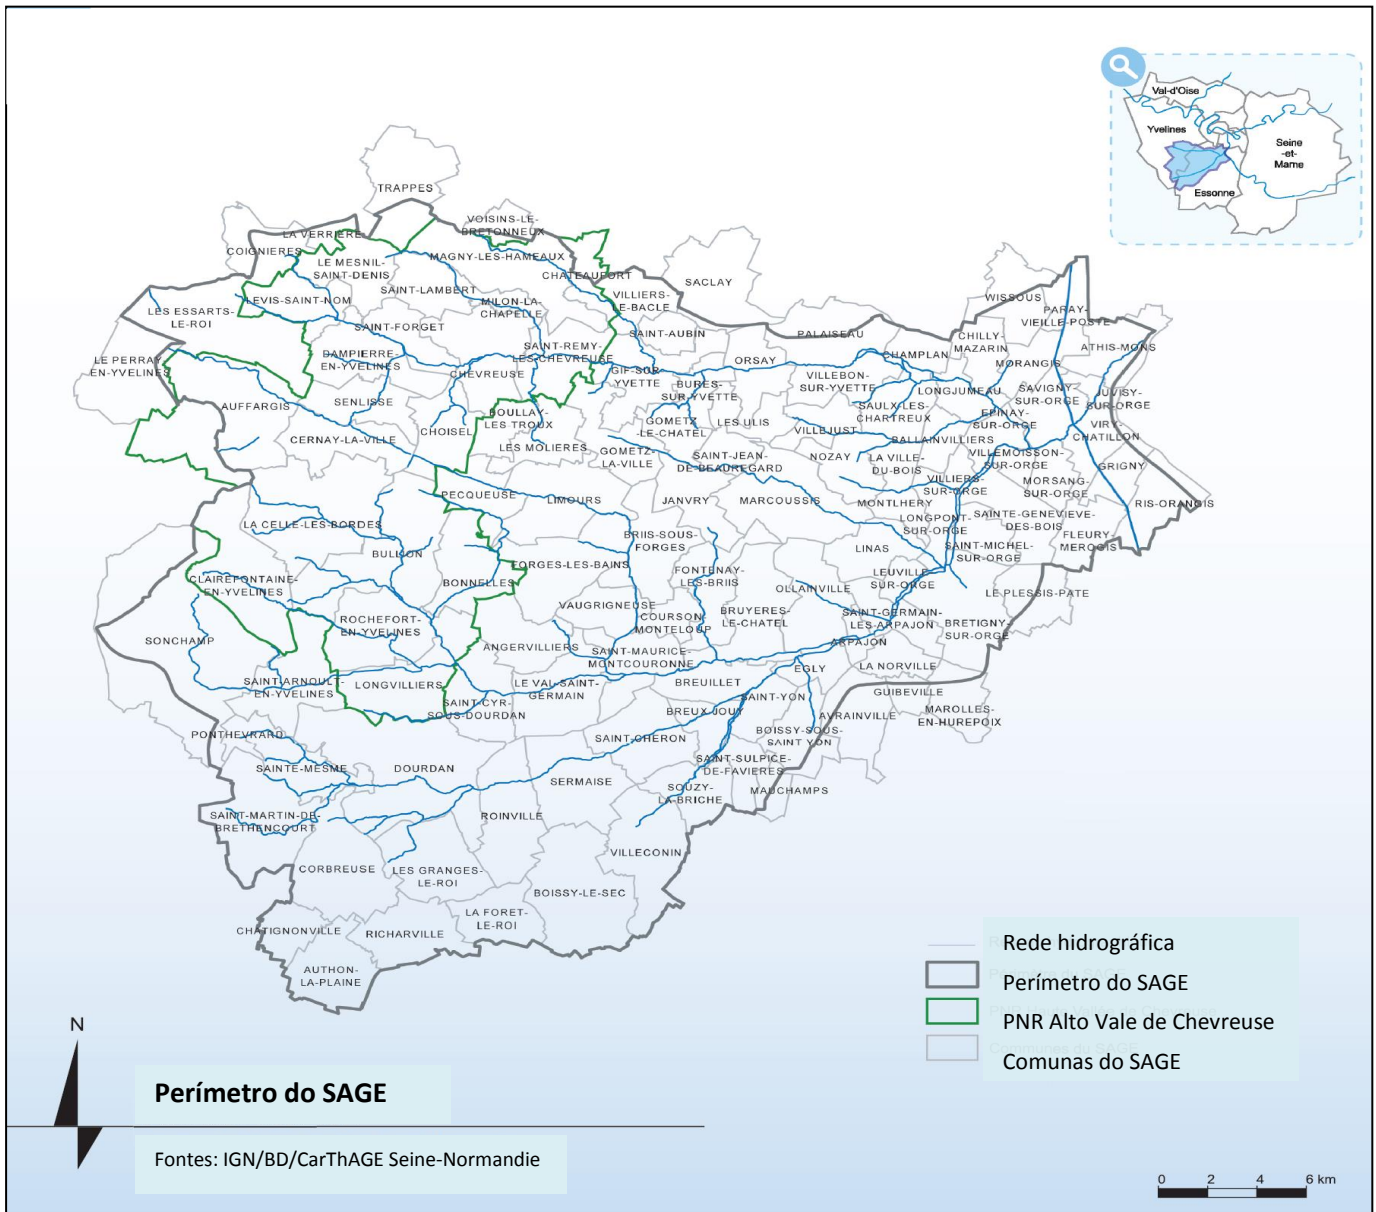 Val-d'Oise
Yvelines
Seine
-et-
Marne
Essonne
TRAPPES
VOISINS-LE-
BRETONNEUX
LA VERRIERE
COIGNIERES
MAGNY-LES-HAMEAUX
LE MESNIL-
SAINT-DENIS
CHATEAUFORT
SACLAY
SAINT-LAMBERT
VILLIERS-
LE-BACLE
LEVIS-SAINT-NOM
MILON-LA-
CHAPELLE
WISSOUS
LES ESSARTS-
LE-ROI
PARAY-
VIEILLE-POSTE
SAINT-FORGET
SAINT-AUBIN
PALAISEAU
CHILLY-
MAZARIN
ATHIS-MONS
SAINT-REMY-
LES-CHEVREUSE
LE PERRAY-
EN-YVELINES
DAMPIERRE-
EN-YVELINES
ORSAY
CHAMPLAN
MORANGIS
CHEVREUSE
GIF-SUR-
YVETTE
VILLEBON-
SUR-YVETTE
BURES-
SUR-YVETTE
LONGJUMEAU
SAVIGNY-
SUR-ORGE
JUVISY-
SUR-ORGE
SENLISSE
AUFFARGIS
SAULX-LES-
CHARTREUX
BOULLAY-
LES TROUX
EPINAY-
SUR-ORGE
GOMETZ
-LE-CHATEL
LES ULIS
VIRY-
CHATILLON
CHOISEL
VILLEJUST
CERNAY-LA-VILLE
BALLAINVILLIERS
LES MOLIERES
GOMETZ-
LA-VILLE
SAINT-JEAN-
DE-BEAUREGARD
NOZAY
LA VILLE-
DU-BOIS
VILLEMOISSON-
SUR-ORGE
GRIGNY
VILLIERS-
SUR-ORGE
MORSANG-
SUR-ORGE
PECQUEUSE
LIMOURS
JANVRY
MARCOUSSIS
MONTLHERY
RIS-ORANGIS
LA CELLE-LES-BORDES
LONGPONT-
SUR-ORGE
SAINTE-GENEVIEVE-
DES-BOIS
BRIIS-SOUS-
FORGES
FLEURY-
MEROGIS
BULLION
LINAS
SAINT-MICHEL-
SUR-ORGE
FORGES-LES-BAINS
FONTENAY-
LES-BRIIS
LEUVILLE-
SUR-ORGE
CLAIREFONTAINE-
EN-YVELINES
BONNELLES
OLLAINVILLE
LE PLESSIS-PATE
VAUGRIGNEUSE
COURSON-
MONTELOUP
BRUYERES-
LE-CHATEL
SAINT-GERMAIN-
LES-ARPAJON
ROCHEFORT-
EN-YVELINES
BRETIGNY-
SUR-ORGE
SONCHAMP
ANGERVILLIERS
SAINT-MAURICE-
MONTCOURONNE
ARPAJON
EGLY
LA NORVILLE
SAINT-ARNOULT-
EN-YVELINES
LONGVILLIERS
LE VAL-SAINT-
GERMAIN
BREUILLET
GUIBEVILLE
SAINT-CYR-
SOUS-DOURDAN
SAINT-YON
BREUX-JOUY
AVRAINVILLE
MAROLLES-
EN-HUREPOIX
PONTHEVRARD
SAINT-CHERON
BOISSY-SOUS-
SAINT YON
SAINT-SULPICE-
DE-FAVIERES
SAINTE-MESME
DOURDAN
SERMAISE
SOUZY-
LA-BRICHE
MAUCHAMPS
SAINT-MARTIN-DE-
BRETHENCOURT
ROINVILLE
VILLECONIN
CORBREUSE
LES GRANGES-
LE-ROI
BOISSY-LE-SEC
LA FORET-
LE-ROI
CHATIGNONVILLE
RICHARVILLE
AUTHON-
LA-PLAINE
Rede hidrográfica
Perímetro do SAGE
PNR Alto Vale de Chevreuse
Comunas do SAGE
N
Perímetro do SAGE
Fontes: IGN/BD/CarThAGE Seine-Normandie
0 2 4 6 km